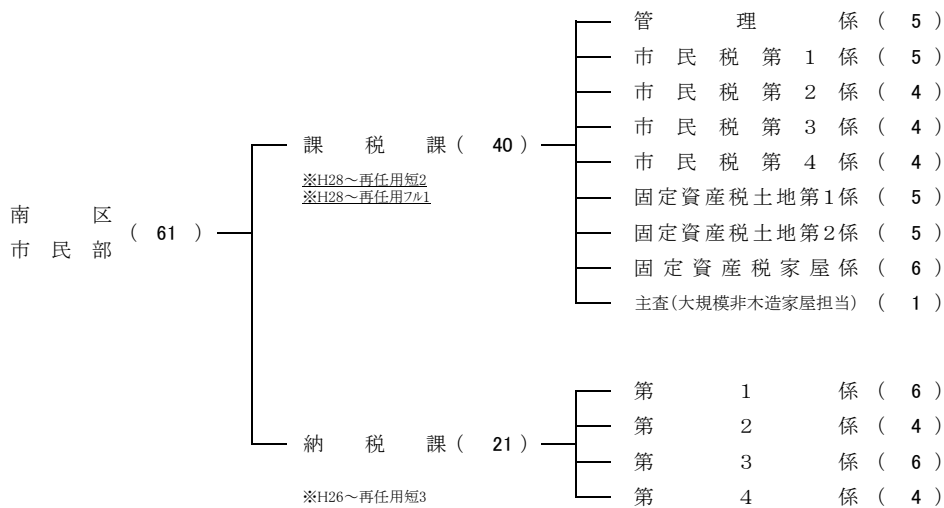 管理係(5)
市民税第1係(5)
市民税第2係(4)
市民税第3係(4)
課税課(40)
市民税第4係(4)
※H28～再任用短2
※H28～再任用フル1
固定資産税土地第1係(5)
南区
市民部
(61)
固定資産税土地第2係(5)
固定資産税家屋係(6)
主査(大規模非木造家屋担当)(1)
第1係(6)
第2係(4)
納税課(21)
第3係(6)
※H26～再任用短3
第4係(4)